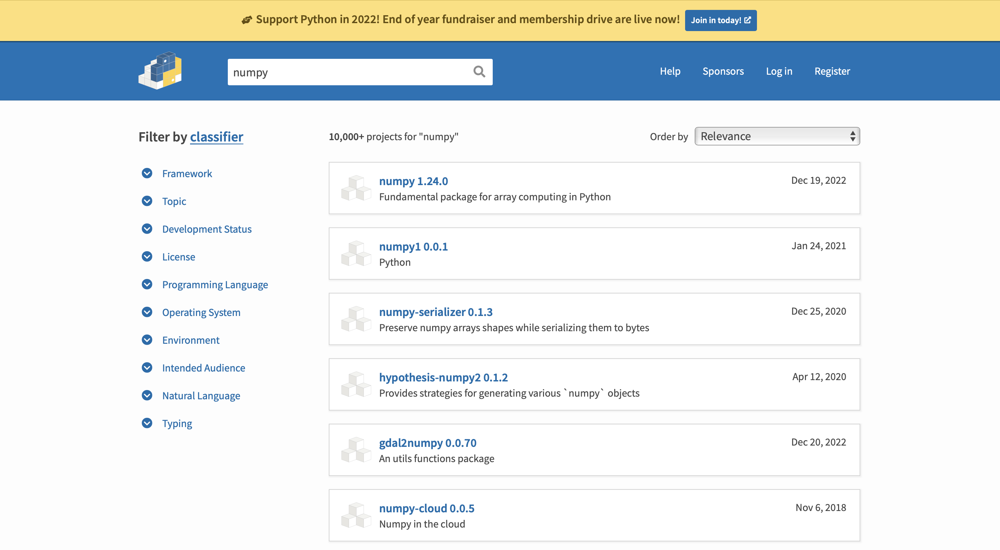 Support Python in 2022! End of year fundraiser and membership drive are live now! Join in today!
numpy
Help Sponsors Log in Register
Filter by classifier
Framework
Topic
Development Status
License
Programming Language
Operating System
Environment
Intended Audience
Natural Language
Typing
10,000+ projects for "numpy"
Order by Relevance
numpy 1.24.0 Dec 19, 2022
Fundamental package for array computing in Python
numpy1 0.0.1 Jan 24, 2021
Python
numpy-serializer 0.1.3 Dec 25, 2020
Preserve numpy arrays shapes while serializing them to bytes
hypothesis-numpy2 0.1.2 Apr 12, 2020
Provides strategies for generating various `numpy` objects
gdal2numpy 0.0.70 Dec 20, 2022
An utils functions package
numpy-cloud 0.0.5 Nov 6, 2018
Numpy in the cloud